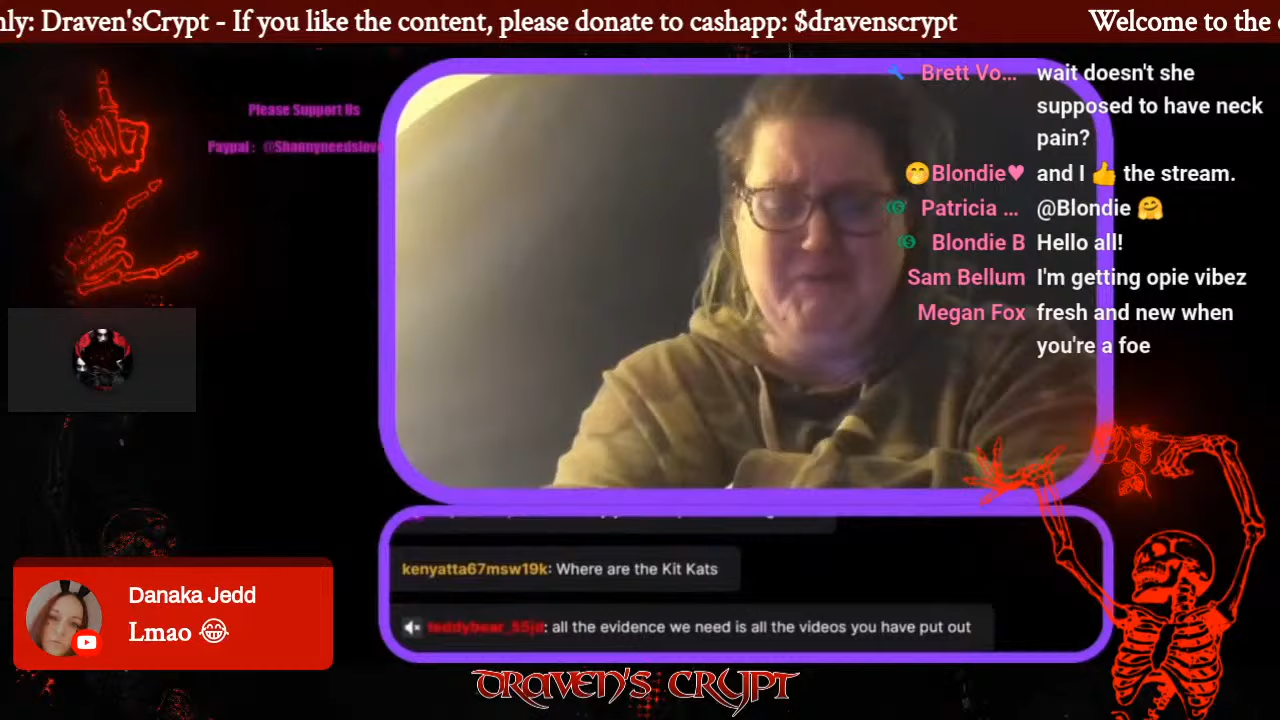 nly: Draven'sCrypt - If you like the content, please donate to cashapp: $dravenscrypt
Welcome to the
Please Support Us
Paypal : @Shannyneedslove
Brett Vo... wait doesn't she
supposed to have neck
pain?
🤭Blondie♥ and I 👍 the stream.
Patricia ... @Blondie 🤗
Blondie B Hello all!
Sam Bellum I'm getting opie vibez
Megan Fox fresh and new when
you're a foe
kenyatta67msw19k: Where are the Kit Kats
all the evidence we need is all the videos you have put out
Danaka Jedd
Lmao 😂
DRAVEN'S CRYPT